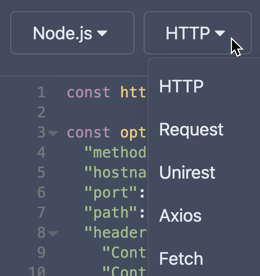 Node.js HTTP
HTTP
Request
Unirest
Axios
Fetch
1 const htt
2
3 const opt
4 "method
5 "hostna
6 "port":
7 "path":
8 "header
9 "Cont
10 "Cont